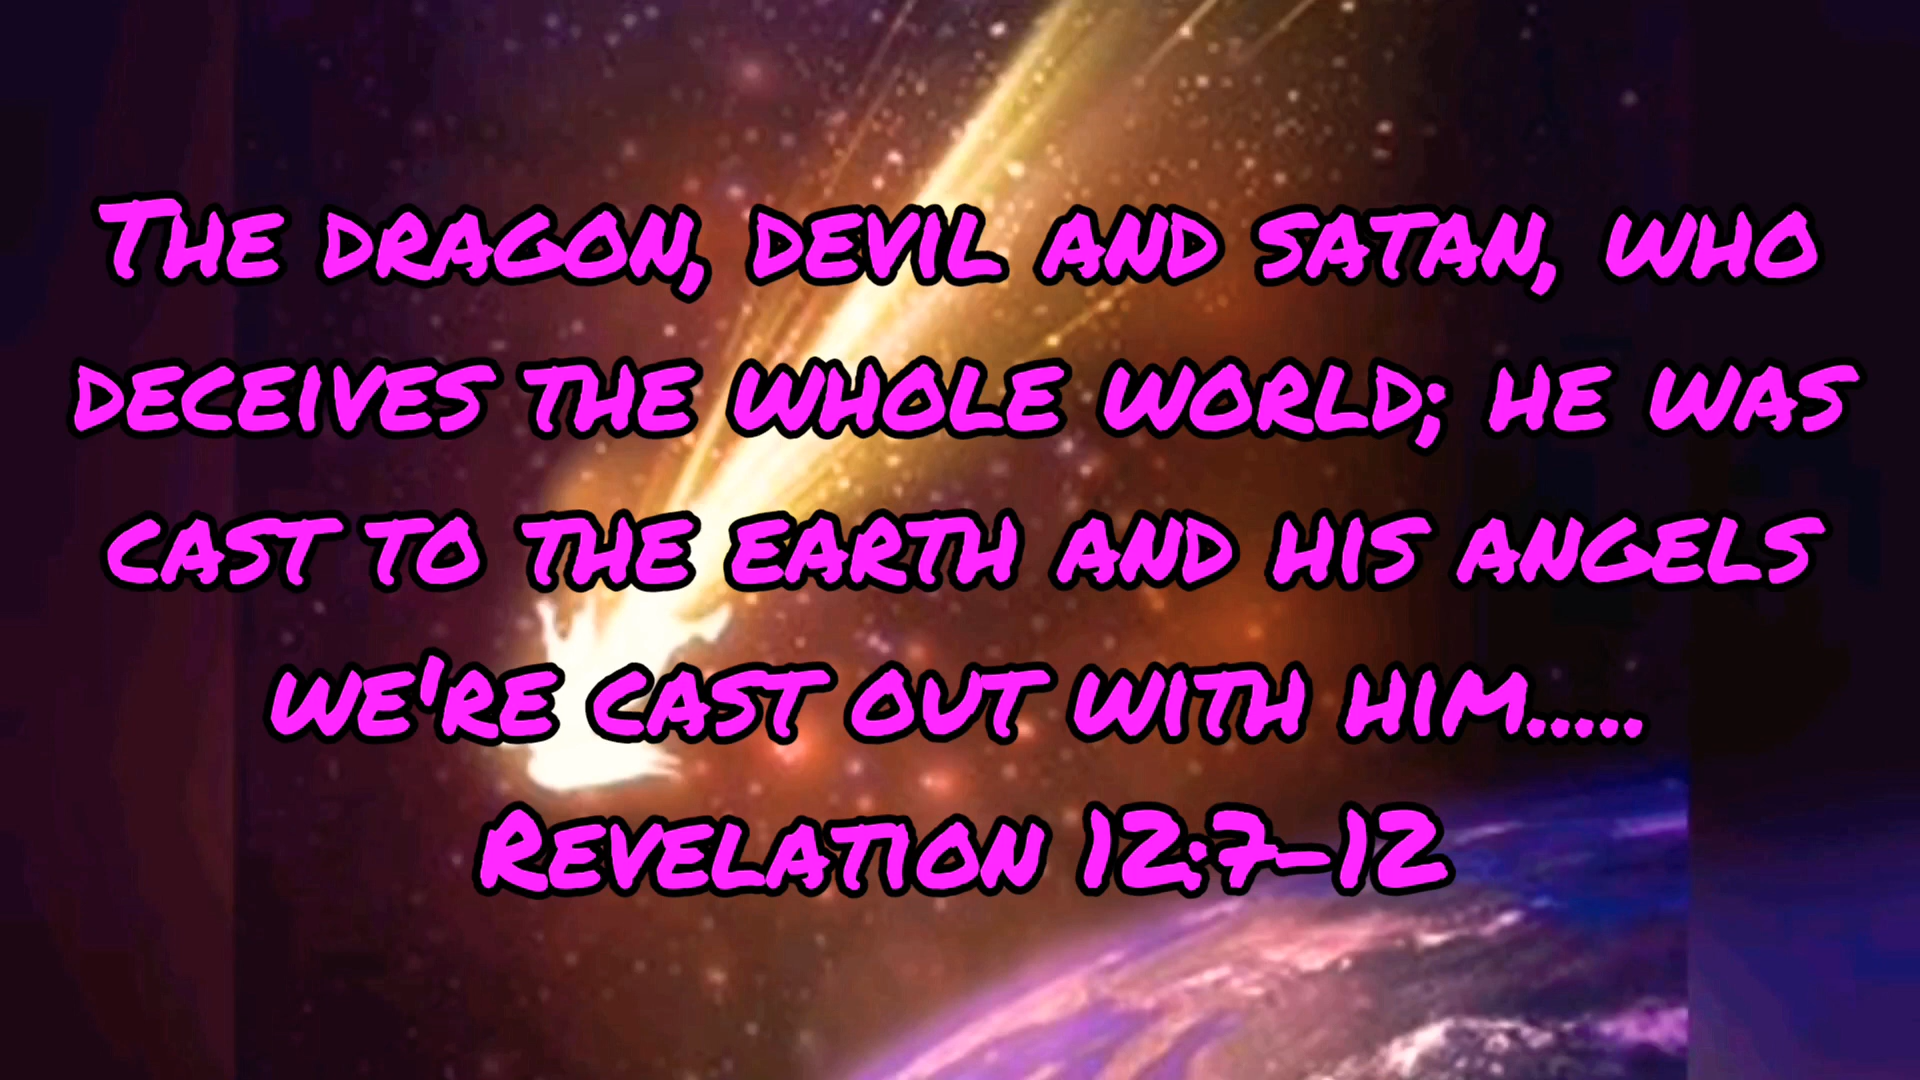 The dragon, devil and satan, who
deceives the whole world; he was
cast to the earth and his angels
we're cast out with him.....
Revelation 12:7-12